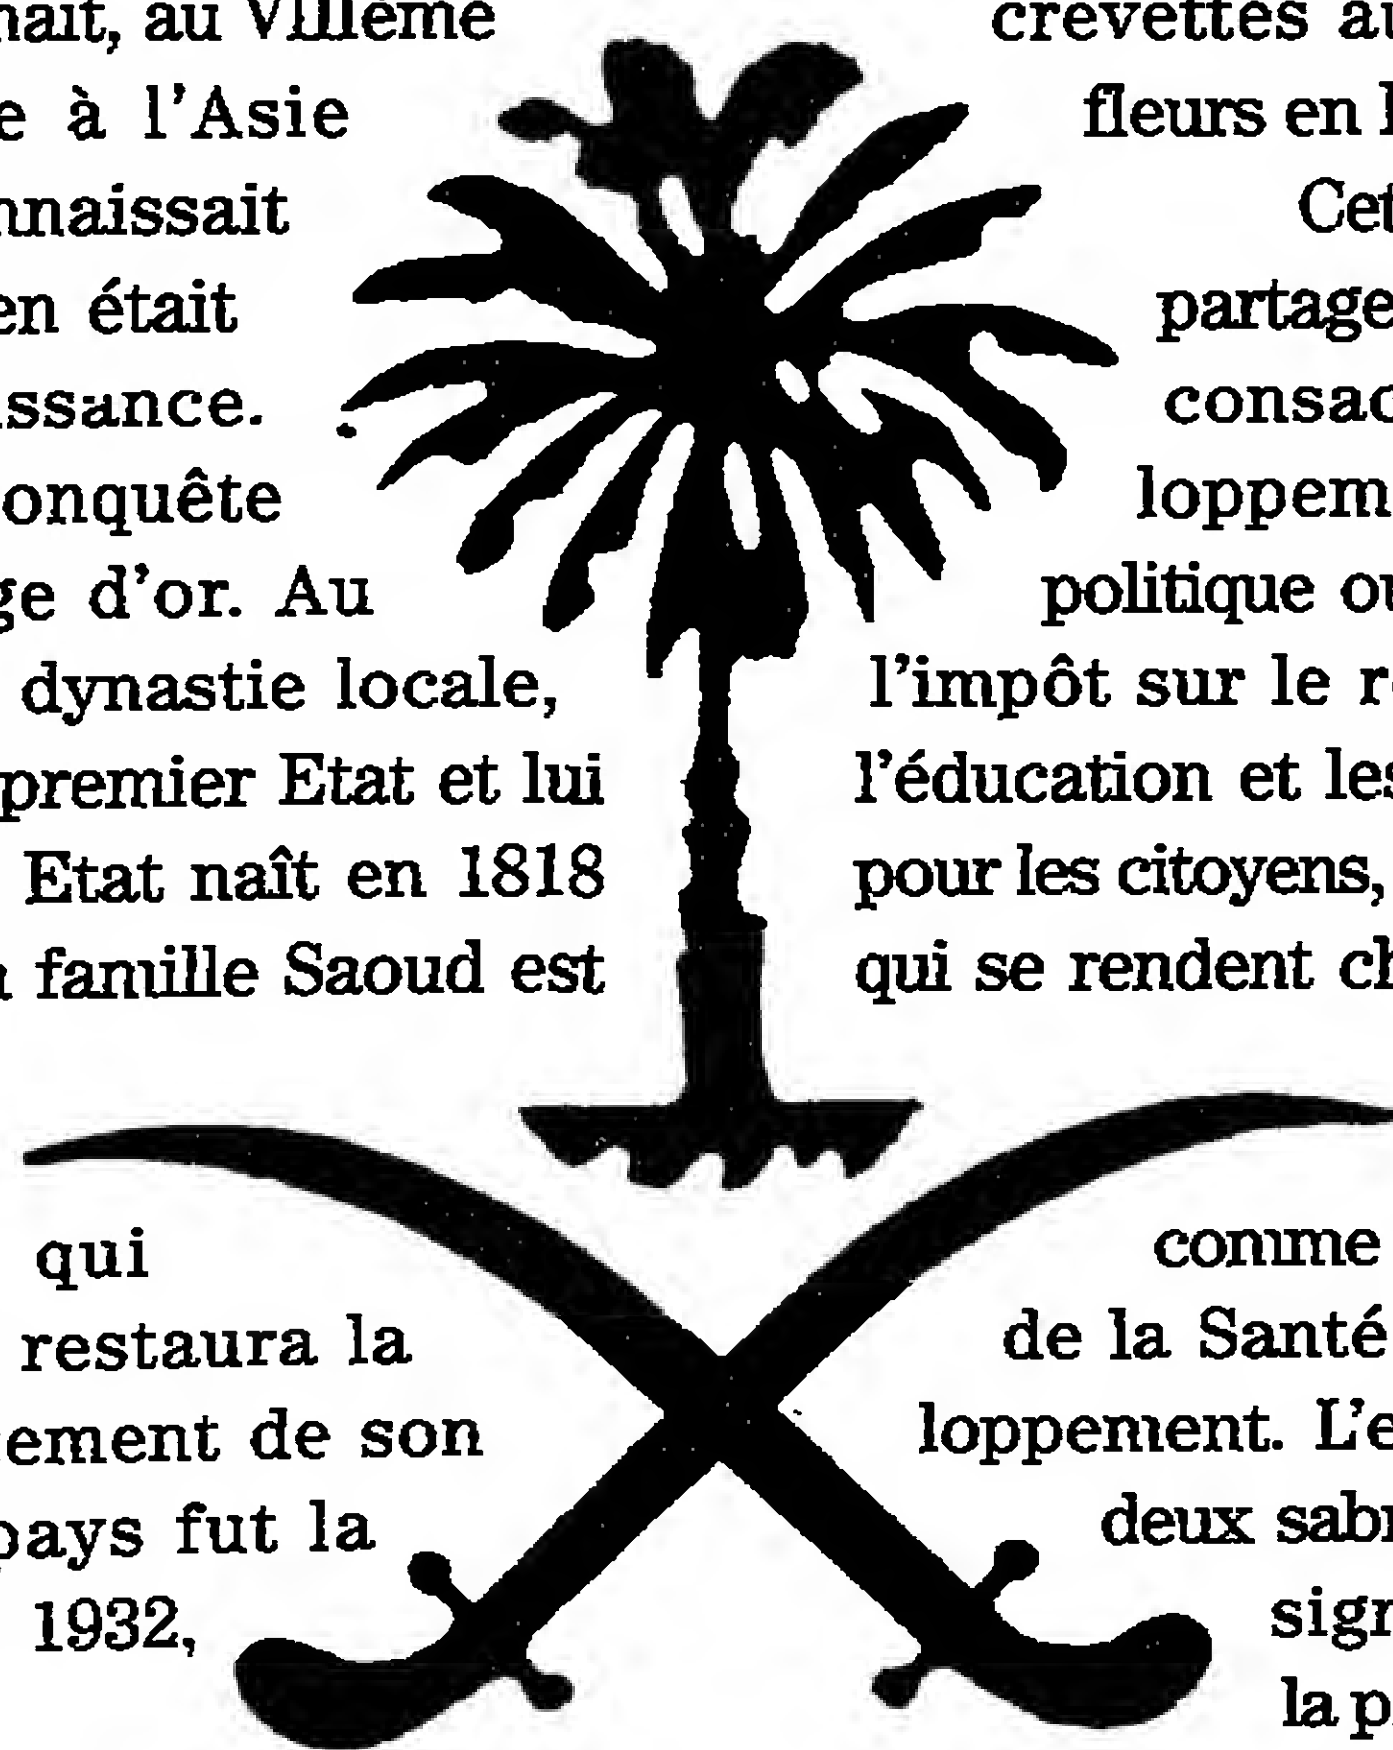 nait, au VIIIème
e à l'Asie
nnaissait
en était
ssance.
onquête
ge d'or. Au
dynastie locale,
premier Etat et lui
Etat naît en 1818
famille Saoud est
qui
restaura la
cement de son
pays fut la
1932,
crevettes au
fleurs en
Cet
partage
consac
loppem
politique ou
l'impôt sur le
l'éducation et les
pour les citoyens,
qui se rendent ch
comme
de la Santé
loppement. L'e
deux sabr
sign
la p